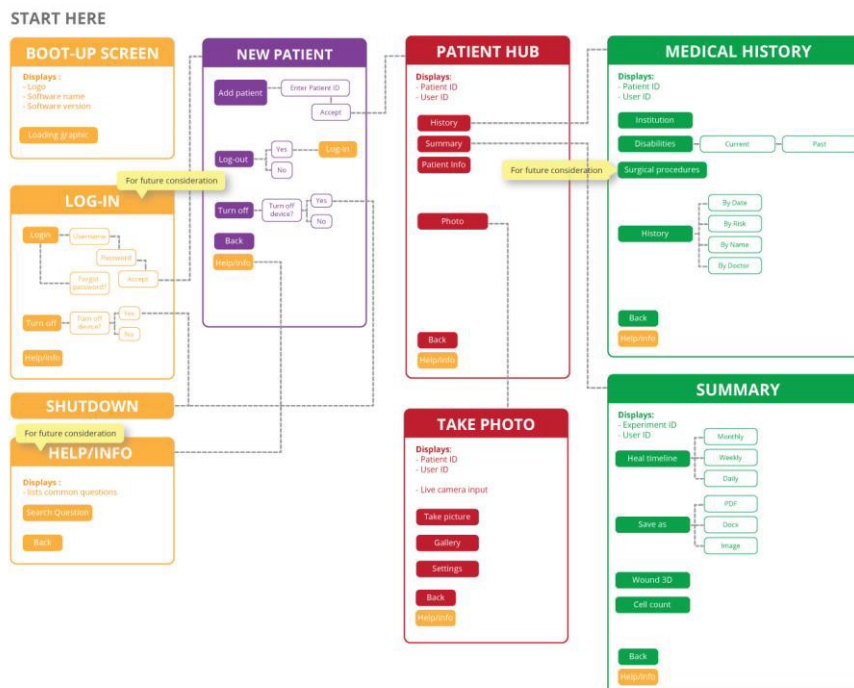 START HERE
BOOT-UP SCREEN
Displays :
- Logo
- Software name
- Software version
Loading graphic
For future consideration
LOG-IN
Login
Username
Password
Accept
Forgot
password?
Turn off
Turn off
device?
Yes
No
Help/Info
SHUTDOWN
For future consideration
HELP/INFO
Displays :
- lists common questions
Search Question
Back
NEW PATIENT
Add patient
Enter Patient ID
Accept
Log-out
Yes
No
Log-in
Turn off
Turn off
device?
Yes
No
Back
Help/Info
PATIENT HUB
Displays:
- Patient ID
- User ID
History
Summary
Patient Info
Photo
Back
Help/Info
TAKE PHOTO
Displays:
- Patient ID
- User ID
- Live camera input
Take picture
Gallery
Settings
Back
Help/Info
MEDICAL HISTORY
Displays:
- Patient ID
- User ID
Institution
Disabilities
Current
Past
For future consideration
Surgical procedures
History
By Date
By Risk
By Name
By Doctor
Back
Help/Info
SUMMARY
Displays:
- Experiment ID
- User ID
Heal timeline
Monthly
Weekly
Daily
Save as
PDF
Docx
Image
Wound 3D
Cell count
Back
Help/Info